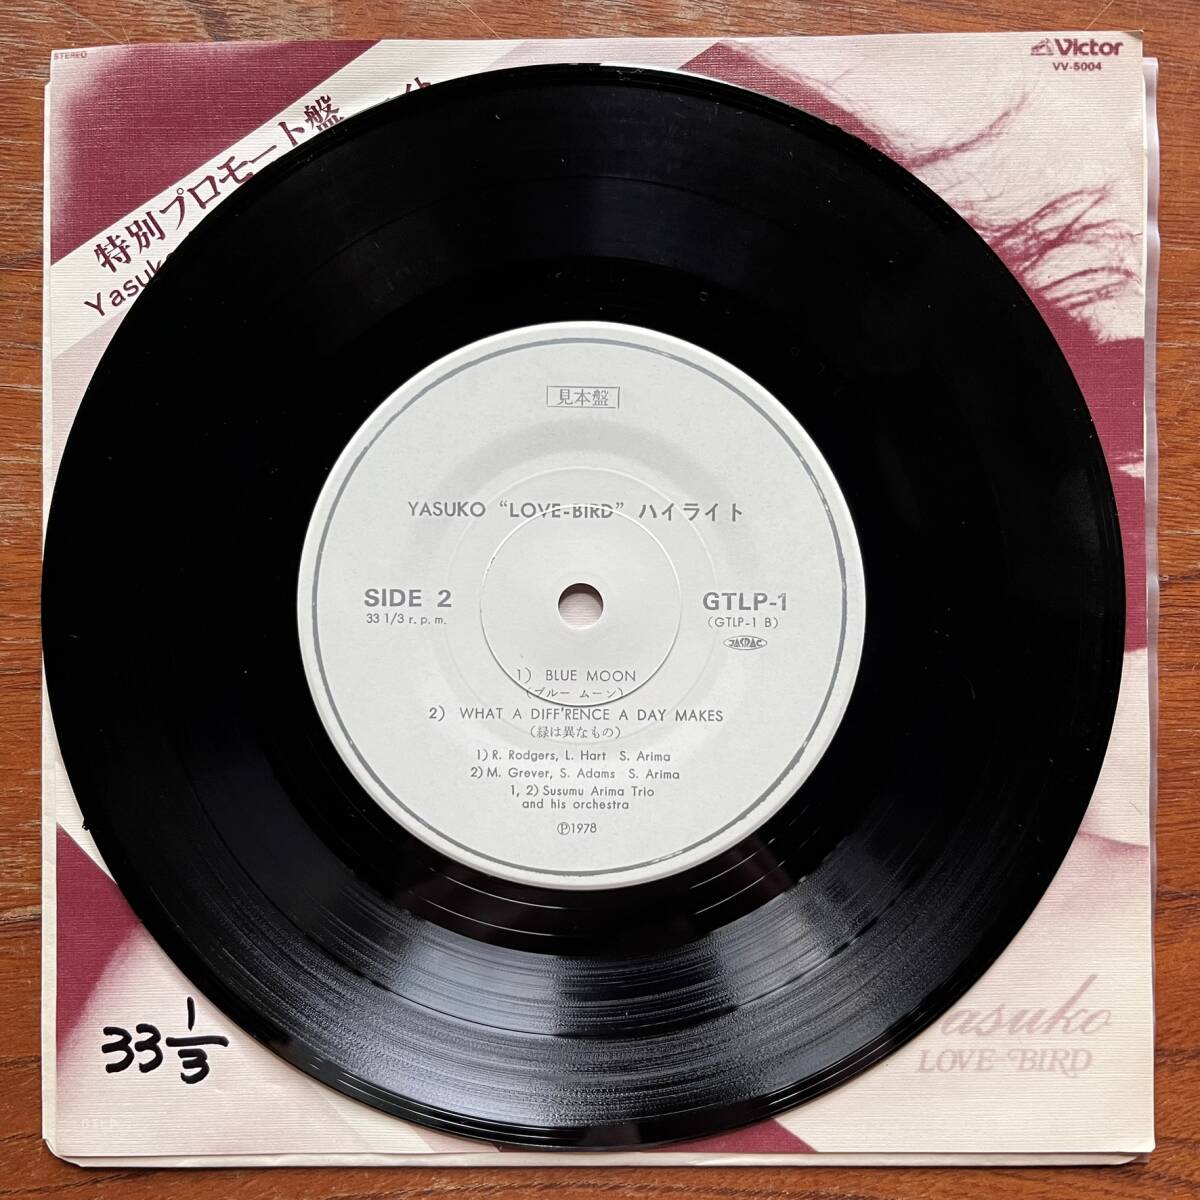 STEREO
Victor
VV-5004
特別プロモート盤
Yasuk
見本盤
YASUKO “LOVE-BIRD” ハイライト
SIDE 2
33 1/3 r. p. m.
GTLP-1
(GTLP-1 B)
JASRAC
1) BLUE MOON
(ブルー ムーン)
2) WHAT A DIFF'RENCE A DAY MAKES
(縁は異なもの)
1) R. Rodgers, L. Hart S. Arima
2) M. Grever, S. Adams S. Arima
1, 2) Susumu Arima Trio
and his orchestra
Ⓟ1978
33 1/3
asuko
LOVE-BIRD
GTLP